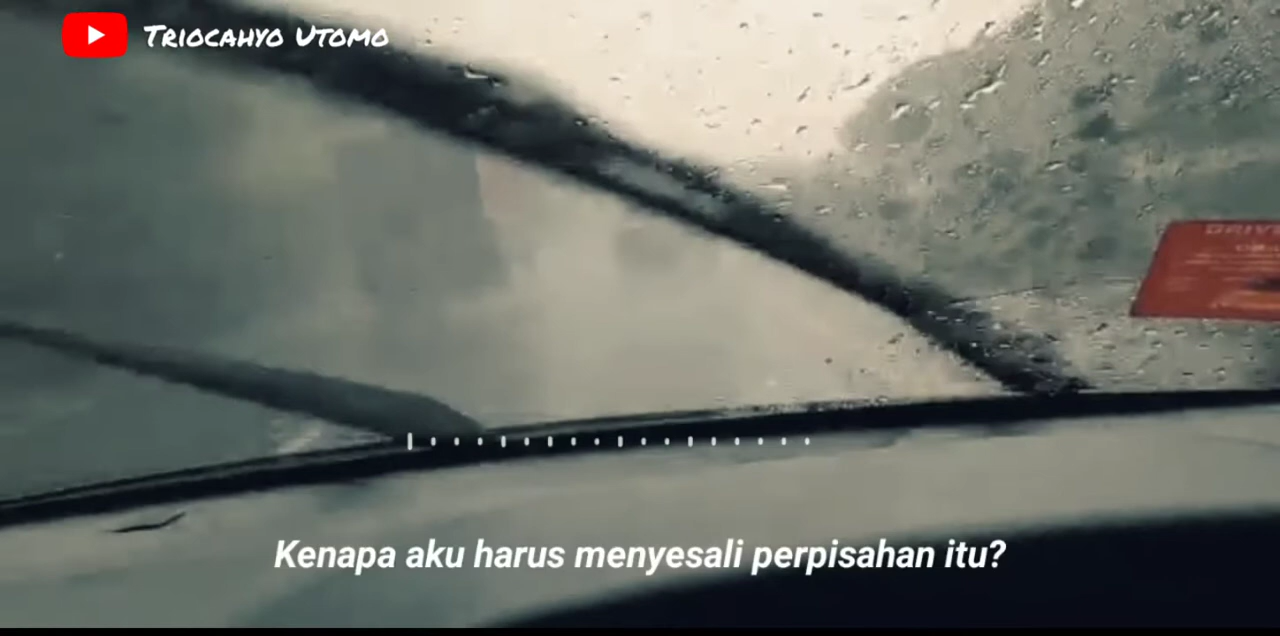 Triocahyo Utomo
Kenapa aku harus menyesali perpisahan itu?